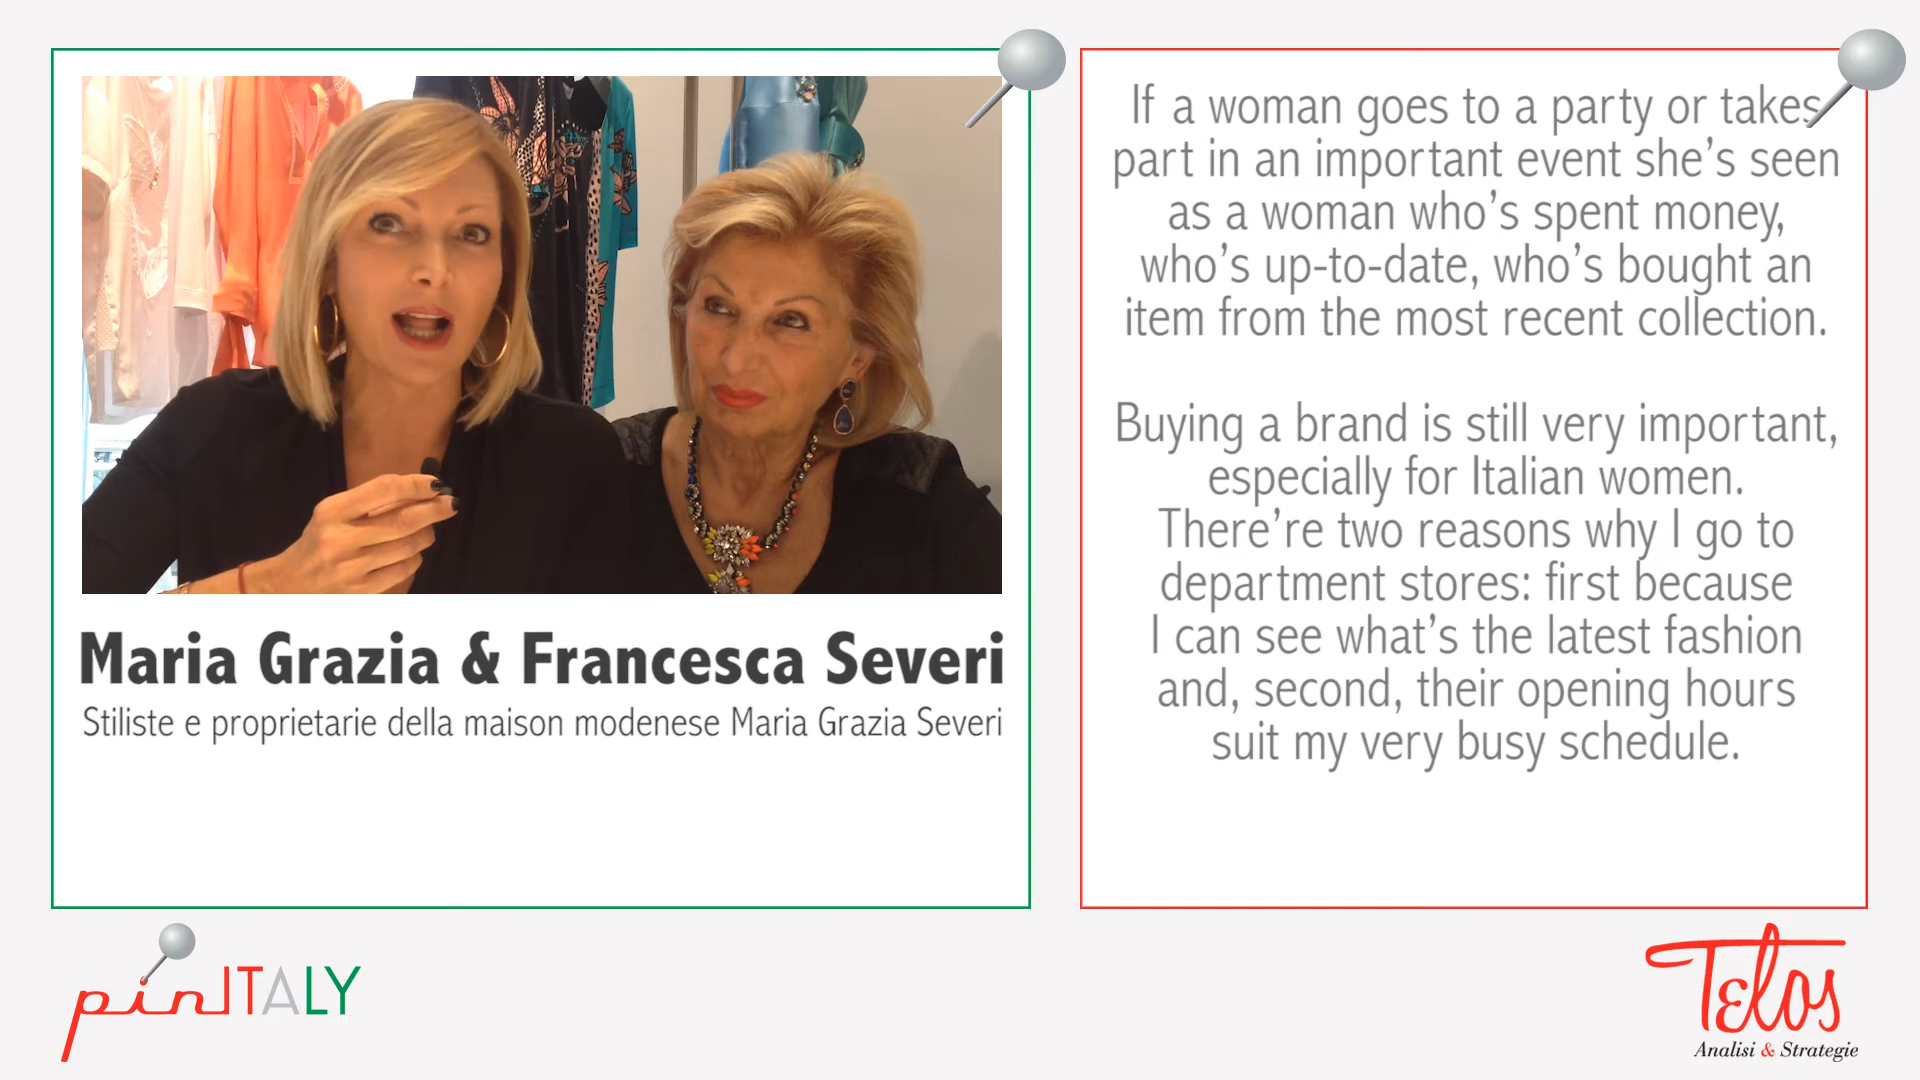 Maria Grazia & Francesca Severi
Stiliste e proprietarie della maison modenese Maria Grazia Severi
If a woman goes to a party or takes
part in an important event she’s seen
as a woman who’s spent money,
who’s up-to-date, who’s bought an
item from the most recent collection.
Buying a brand is still very important,
especially for Italian women.
There’re two reasons why I go to
department stores: first because
I can see what’s the latest fashion
and, second, their opening hours
suit my very busy schedule.
pinITALY
Telos
Analisi & Strategie